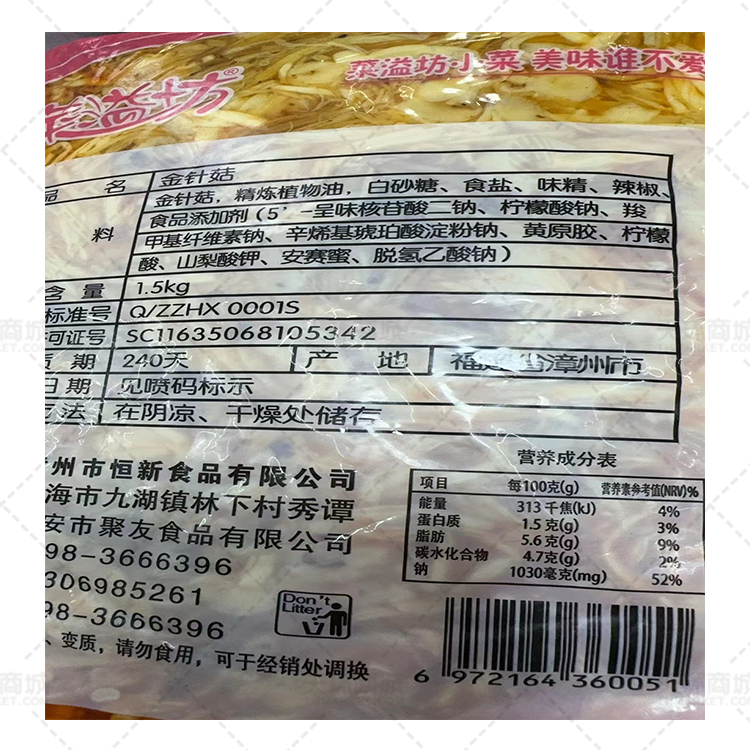 菜溢坊®
菜溢坊小菜 美味谁不爱
品 名 金针菇
料 金针菇，精炼植物油，白砂糖、食盐、味精、辣椒、
食品添加剂（5’-呈味核苷酸二钠、柠檬酸钠、羧
甲基纤维素钠、辛烯基琥珀酸淀粉钠、黄原胶、柠檬
酸、山梨酸钾、安赛蜜、脱氢乙酸钠）
含量 1.5kg
标准号 Q/ZZHX 0001S
可证号 SC11635068105342
质 期 240天 产 地 福建省漳州市
日期 见喷码标示
方法 在阴凉、干燥处储存
州市恒新食品有限公司
海市九湖镇林下村秀谭
安市聚友食品有限公司
98-3666396
306985261
98-3666396
、变质，请勿食用，可于经销处调换
Don't
Litter
营养成分表
项目 每100克(g) 营养素参考值(NRV)%
能量 313 千焦(kJ) 4%
蛋白质 1.5 克(g) 3%
脂肪 5.6 克(g) 9%
碳水化合物 4.7克(g) 2%
钠 1030毫克(mg) 52%
6 972164 360051